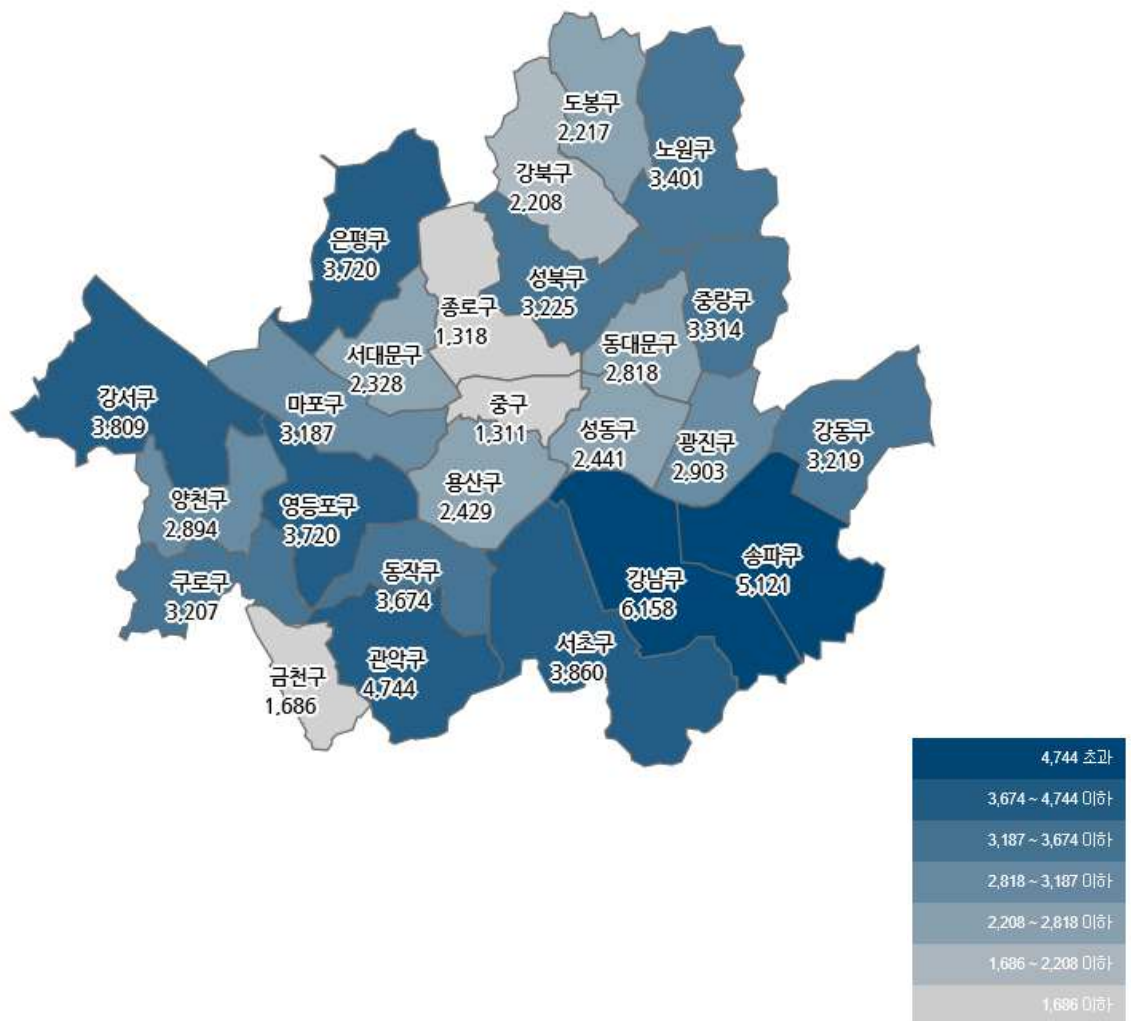 도봉구
2,217
노원구
3,401
강북구
2,208
은평구
3,720
성북구
3,225
중랑구
3,314
종로구
1,318
서대문구
2,328
동대문구
2,818
강서구
3,809
마포구
3,187
중구
1,311
성동구
2,441
광진구
2,903
강동구
3,219
양천구
2,894
영등포구
3,720
용산구
2,429
구로구
3,207
동작구
3,674
강남구
6,158
송파구
5,121
금천구
1,686
관악구
4,744
서초구
3,860
4,744 초과
3,674 ~ 4,744 이하
3,187 ~ 3,674 이하
2,818 ~ 3,187 이하
2,208 ~ 2,818 이하
1,686 ~ 2,208 이하
1,686 이하